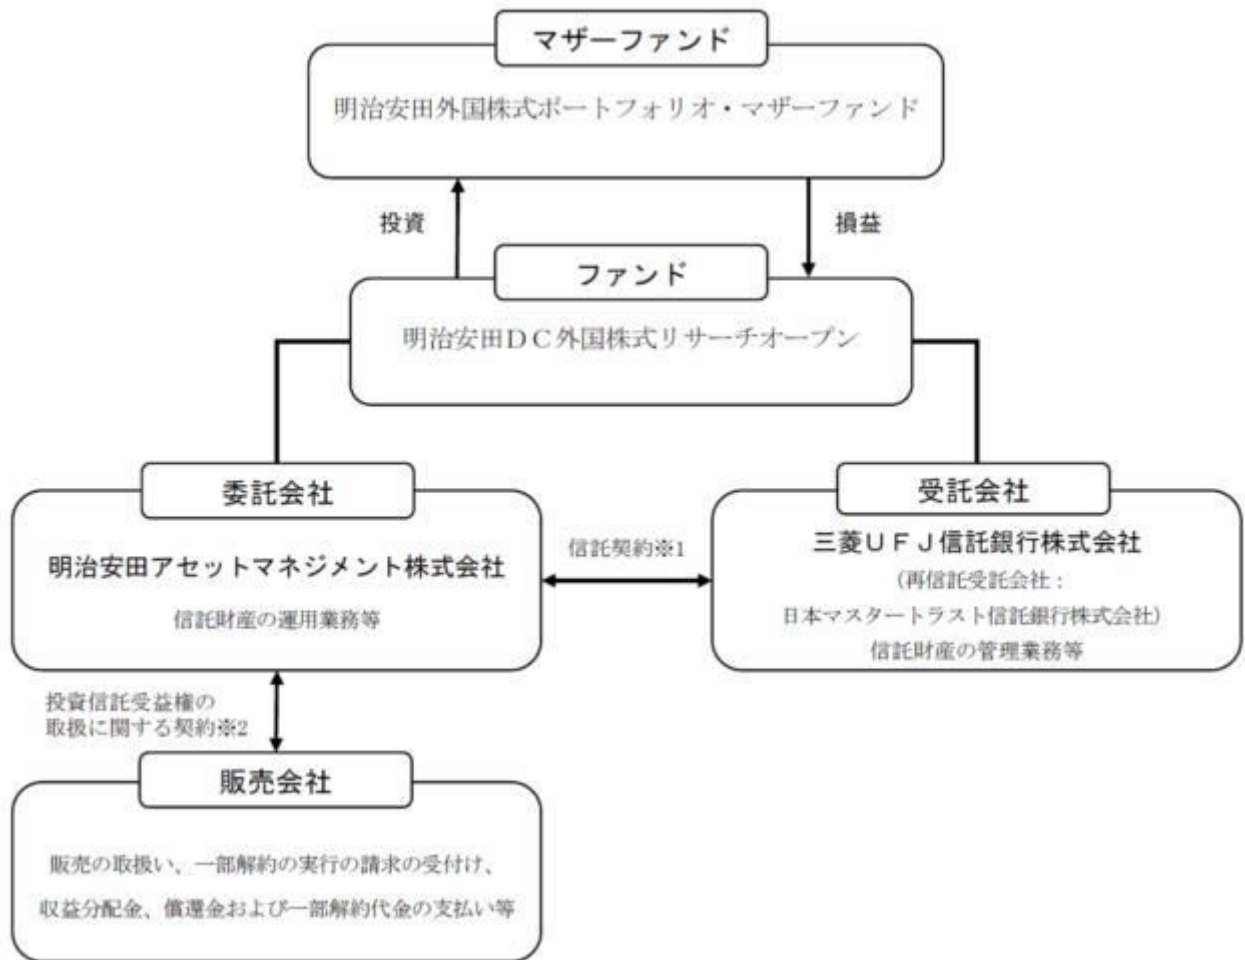 マザーファンド
明治安田外国株式ポートフォリオ・マザーファンド
投資
損益
ファンド
明治安田DC外国株式リサーチオープン
委託会社
明治安田アセットマネジメント株式会社
信託財産の運用業務等
信託契約※1
受託会社
三菱UFJ信託銀行株式会社
(再信託受託会社:
日本マスタートラスト信託銀行株式会社)
信託財産の管理業務等
投資信託受益権の
取扱に関する契約※2
販売会社
販売の取扱い、一部解約の実行の請求の受付け、
収益分配金、償還金および一部解約代金の支払い等